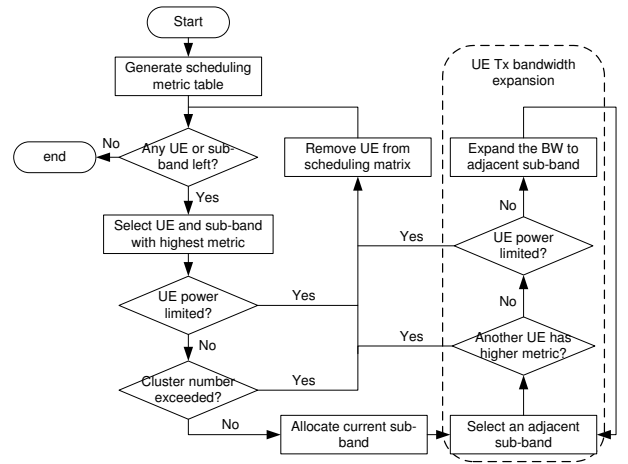 Start
Generate scheduling
metric table
UE Tx bandwidth
expansion
end
No
Any UE or sub-
band left?
Remove UE from
scheduling matrix
Expand the BW to
adjacent sub-band
Yes
No
Select UE and sub-band
with highest metric
Yes
UE power
limited?
UE power
limited?
Yes
No
No
Yes
Another UE has
higher metric?
Cluster number
exceeded?
Yes
No
Allocate current sub-
band
Select an adjacent
sub-band